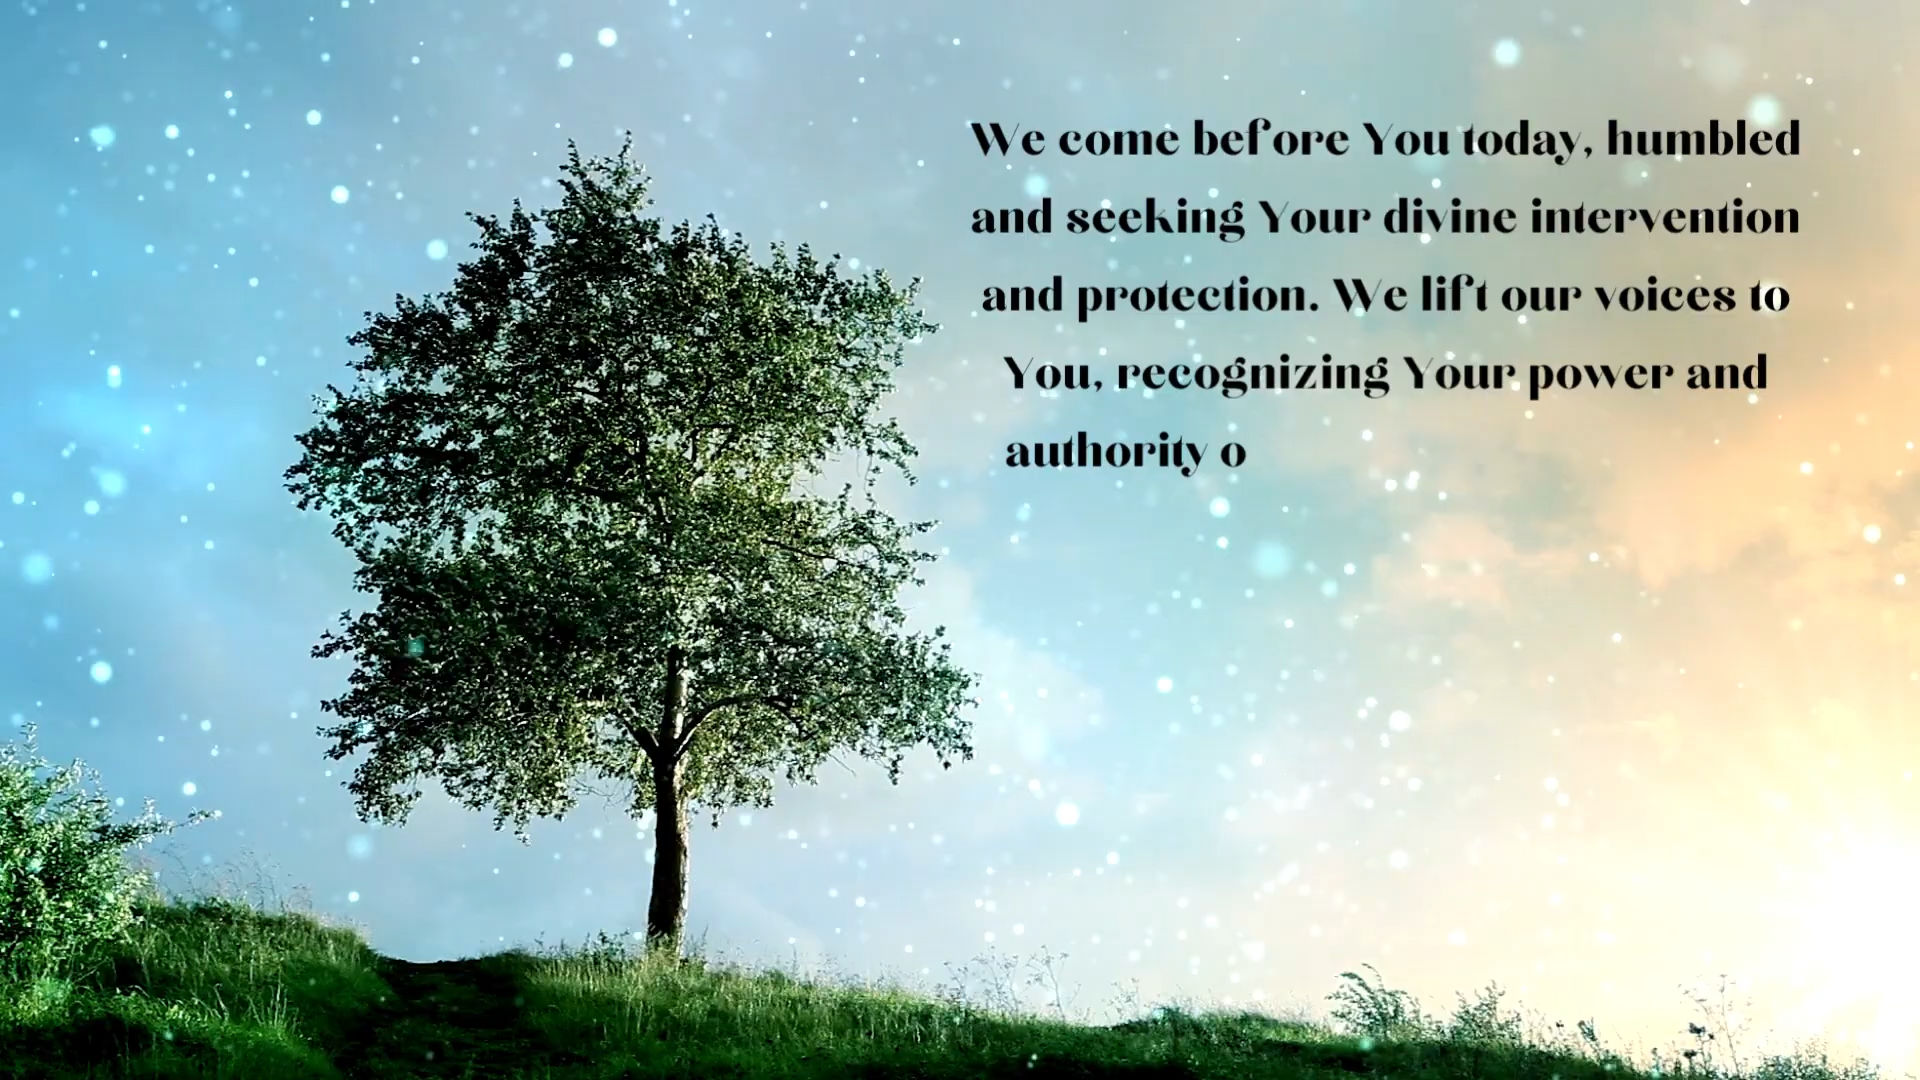 We come before You today, humbled
and seeking Your divine intervention
and protection. We lift our voices to
You, recognizing Your power and
authority o